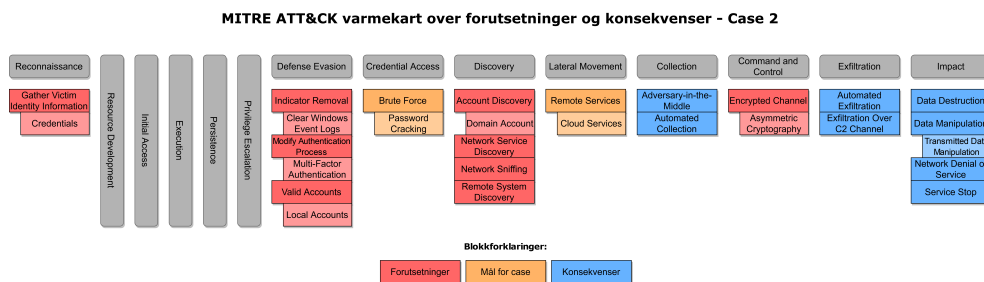 MITRE ATT&CK varmekart over forutsetninger og konsekvenser - Case 2
Reconnaissance
Gather Victim
Identity Information
Credentials
Resource Development
Initial Access
Execution
Persistence
Privilege Escalation
Defense Evasion
Indicator Removal
Clear Windows
Event Logs
Modify Authentication
Process
Multi-Factor
Authentication
Valid Accounts
Local Accounts
Credential Access
Brute Force
Password
Cracking
Discovery
Account Discovery
Domain Account
Network Service
Discovery
Network Sniffing
Remote System
Discovery
Lateral Movement
Remote Services
Cloud Services
Collection
Adversary-in-the-
Middle
Automated
Collection
Command and
Control
Encrypted Channel
Asymmetric
Cryptography
Exfiltration
Automated
Exfiltration
Exfiltration Over
C2 Channel
Impact
Data Destruction
Data Manipulation
Transmitted Dat
Manipulation
Network Denial o
Service
Service Stop
Blokkforklaringer:
Forutsetninger
Mål for case
Konsekvenser